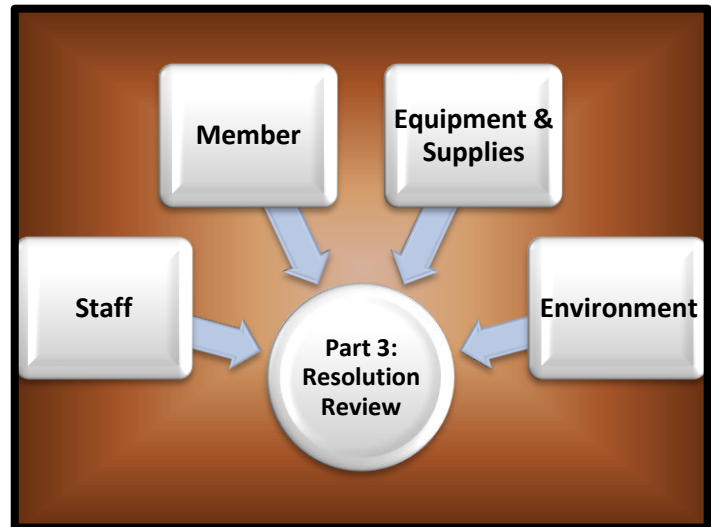 Member
Equipment &
Supplies
Staff
Environment
Part 3:
Resolution
Review